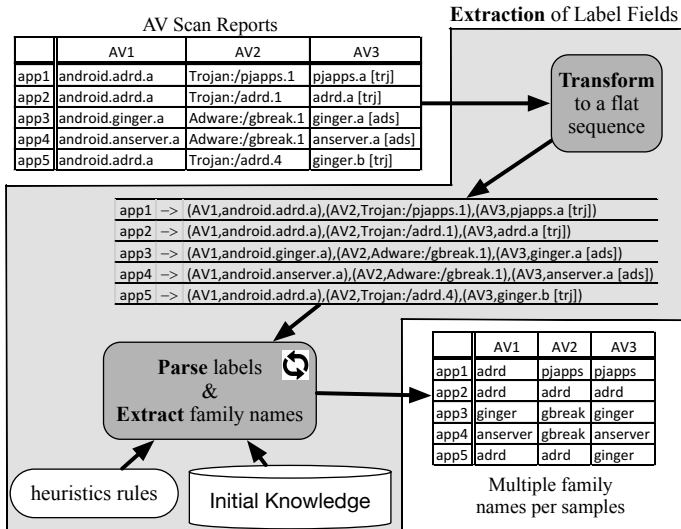 Extraction of Label Fields
AV Scan Reports
AV1 AV2 AV3
app1 android.adrd.a Trojan:/pjapps.1 pjapps.a [trj]
app2 android.adrd.a Trojan:/adrd.1 adrd.a [trj]
app3 android.ginger.a Adware:/gbreak.1 ginger.a [ads]
app4 android.anserver.a Adware:/gbreak.1 anserver.a [ads]
app5 android.adrd.a Trojan:/adrd.4 ginger.b [trj]
Transform
to a flat
sequence
app1 –> (AV1,android.adrd.a),(AV2,Trojan:/pjapps.1),(AV3,pjapps.a [trj])
app2 –> (AV1,android.adrd.a),(AV2,Trojan:/adrd.1),(AV3,adrd.a [trj])
app3 –> (AV1,android.ginger.a),(AV2,Adware:/gbreak.1),(AV3,ginger.a [ads])
app4 –> (AV1,android.anserver.a),(AV2,Adware:/gbreak.1),(AV3,anserver.a [ads])
app5 –> (AV1,android.adrd.a),(AV2,Trojan:/adrd.4),(AV3,ginger.b [trj])
Parse labels
&
Extract family names
heuristics rules
Initial Knowledge
AV1 AV2 AV3
app1 adrd pjapps pjapps
app2 adrd adrd adrd
app3 ginger gbreak ginger
app4 anserver gbreak anserver
app5 adrd adrd ginger
Multiple family
names per samples